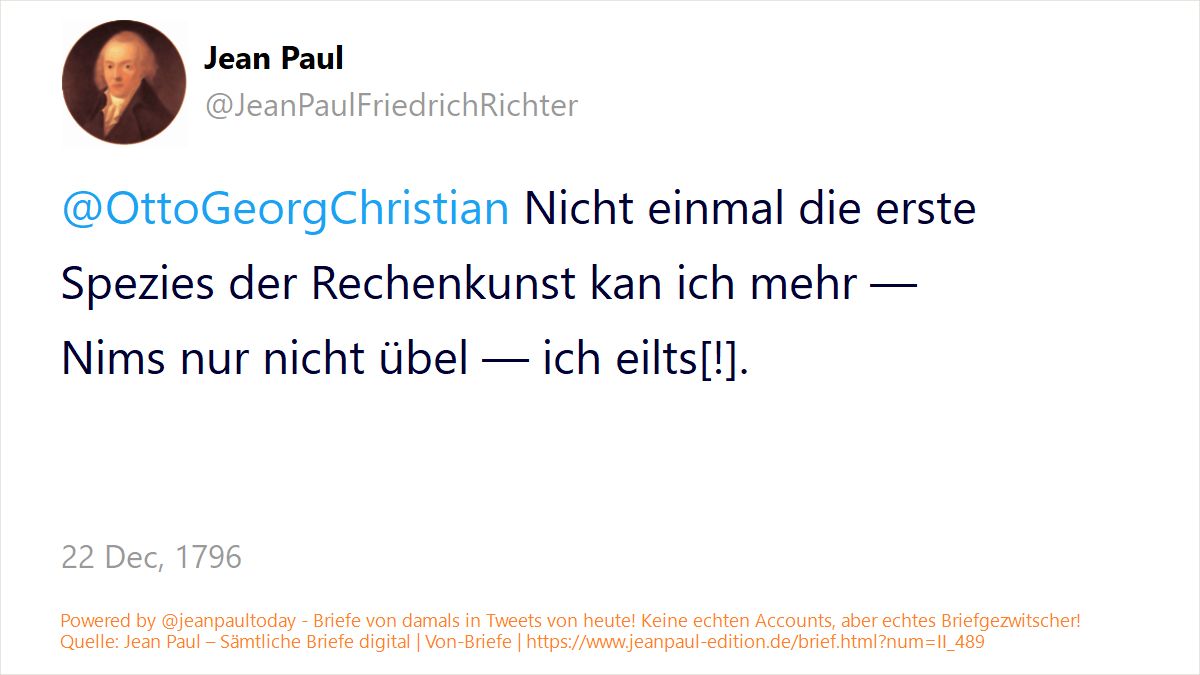 Jean Paul
@JeanPaulFriedrichRichter
@OttoGeorgChristian Nicht einmal die erste
Spezies der Rechenkunst kan ich mehr —
Nims nur nicht übel — ich eilts[!].
22 Dec, 1796
Powered by @jeanpaultoday - Briefe von damals in Tweets von heute! Keine echten Accounts, aber echtes Briefgezwitscher!
Quelle: Jean Paul – Sämtliche Briefe digital | Von-Briefe | https://www.jeanpaul-edition.de/brief.html?num=II_489